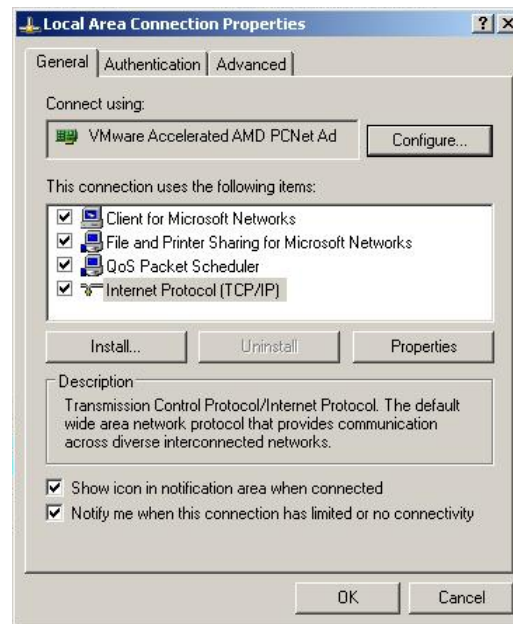 Local Area Connection Properties
General Authentication Advanced
Connect using:
VMware Accelerated AMD PCNet Ad Configure...
This connection uses the following items:
Client for Microsoft Networks
File and Printer Sharing for Microsoft Networks
QoS Packet Scheduler
Internet Protocol (TCP/IP)
Install... Uninstall Properties
Description
Transmission Control Protocol/Internet Protocol. The default
wide area network protocol that provides communication
across diverse interconnected networks.
Show icon in notification area when connected
Notify me when this connection has limited or no connectivity
OK Cancel